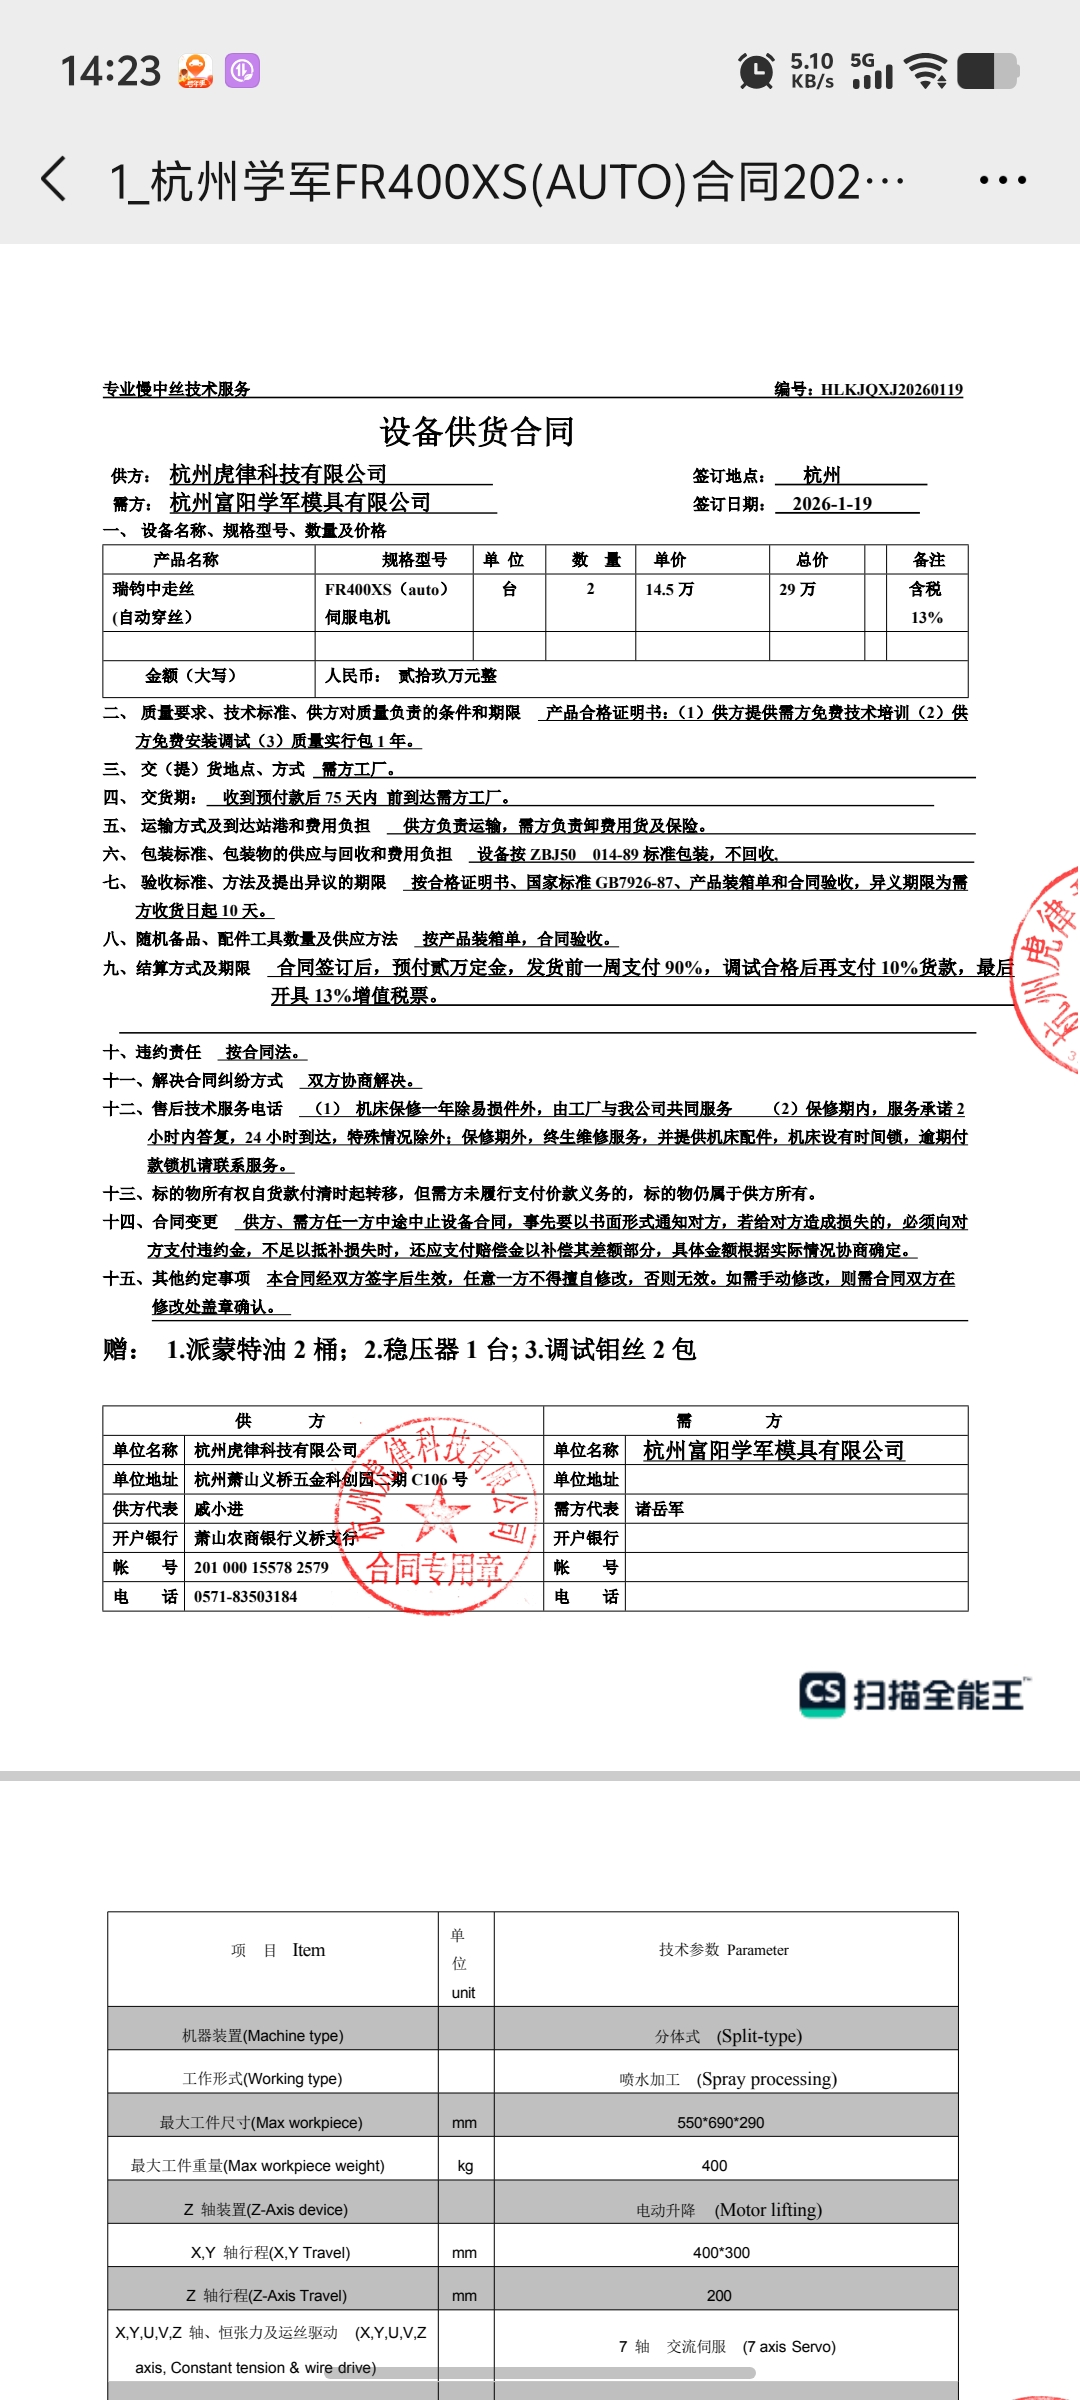 14:23
5.10 KB/s 5G
1_杭州学军FR400XS(AUTO)合同202…
专业慢中丝技术服务 编号: HLKJQXJ20260119
设备供货合同
供方: 杭州虎律科技有限公司 签订地点: 杭州
需方: 杭州富阳学军模具有限公司 签订日期: 2026-1-19
一、 设备名称、规格型号、数量及价格
产品名称 规格型号 单 位 数 量 单价 总价 备注
瑞钧中走丝 FR400XS（auto） 台 2 14.5 万 29 万 含税
(自动穿丝） 伺服电机 13%
金额（大写） 人民币： 贰拾玖万元整
二、 质量要求、技术标准、供方对质量负责的条件和期限 产品合格证明书：（1）供方提供需方免费技术培训（2）供
方免费安装调试（3）质量实行包 1 年。
三、 交（提）货地点、方式 需方工厂。
四、 交货期: 收到预付款后 75 天内 前到达需方工厂。
五、 运输方式及到达站港和费用负担 供方负责运输，需方负责卸费用货及保险。
六、 包装标准、包装物的供应与回收和费用负担 设备按 ZBJ50 014-89 标准包装，不回收,
七、 验收标准、方法及提出异议的期限 按合格证明书、国家标准 GB7926-87、产品装箱单和合同验收，异义期限为需
方收货日起 10 天。
八、随机备品、配件工具数量及供应方法 按产品装箱单，合同验收。
九、结算方式及期限 合同签订后，预付贰万定金，发货前一周支付 90%，调试合格后再支付 10%货款，最后
开具 13%增值税票。
十、违约责任 按合同法。
十一、解决合同纠纷方式 双方协商解决。
十二、售后技术服务电话 （1） 机床保修一年除易损件外，由工厂与我公司共同服务 （2）保修期内，服务承诺 2
小时内答复，24 小时到达，特殊情况除外；保修期外，终生维修服务，并提供机床配件，机床设有时间锁，逾期付
款锁机请联系服务。
十三、标的物所有权自货款付清时起转移，但需方未履行支付价款义务的，标的物仍属于供方所有。
十四、合同变更 供方、需方任一方中途中止设备合同，事先要以书面形式通知对方，若给对方造成损失的，必须向对
方支付违约金，不足以抵补损失时，还应支付赔偿金以补偿其差额部分，具体金额根据实际情况协商确定。
十五、其他约定事项 本合同经双方签字后生效，任意一方不得擅自修改，否则无效。如需手动修改，则需合同双方在
修改处盖章确认。
赠： 1.派蒙特油 2 桶；2.稳压器 1 台; 3.调试钼丝 2 包
供 方 需 方
单位名称 杭州虎律科技有限公司 单位名称 杭州富阳学军模具有限公司
单位地址 杭州萧山义桥五金科创园二期 C106 号 单位地址
供方代表 戚小进 需方代表 诸岳军
开户银行 萧山农商银行义桥支行 开户银行
帐 号 201 000 15578 2579 帐 号
电 话 0571-83503184 电 话
杭州虎律科技有限公司
合同专用章
杭州虎律
CS 扫描全能王
项 目 Item 单位 unit 技术参数 Parameter
机器装置(Machine type) 分体式 (Split-type)
工作形式(Working type) 喷水加工 (Spray processing)
最大工件尺寸(Max workpiece) mm 550*690*290
最大工件重量(Max workpiece weight) kg 400
Z 轴装置(Z-Axis device) 电动升降 (Motor lifting)
X,Y 轴行程(X,Y Travel) mm 400*300
Z 轴行程(Z-Axis Travel) mm 200
X,Y,U,V,Z 轴、恒张力及运丝驱动 (X,Y,U,V,Z
axis, Constant tension & wire drive) 7 轴 交流伺服 (7 axis Servo)